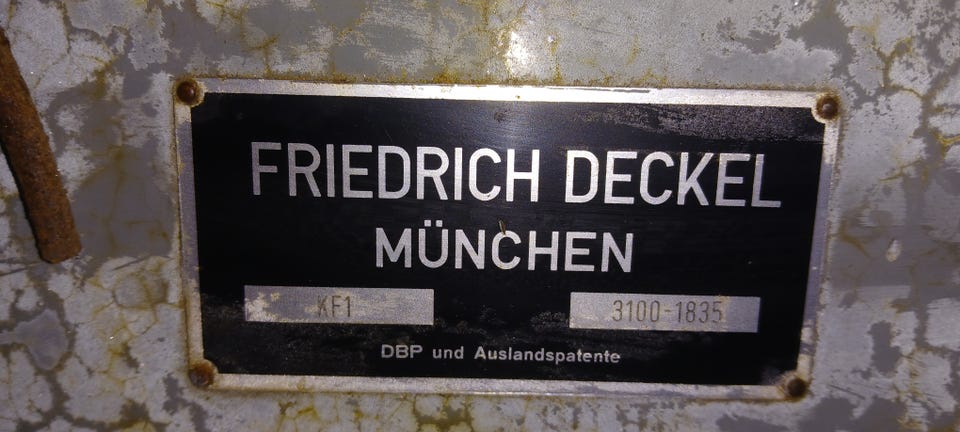 FRIEDRICH DECKEL
MÜNCHEN
KF1 3100-1835
DBP und Auslandspatente